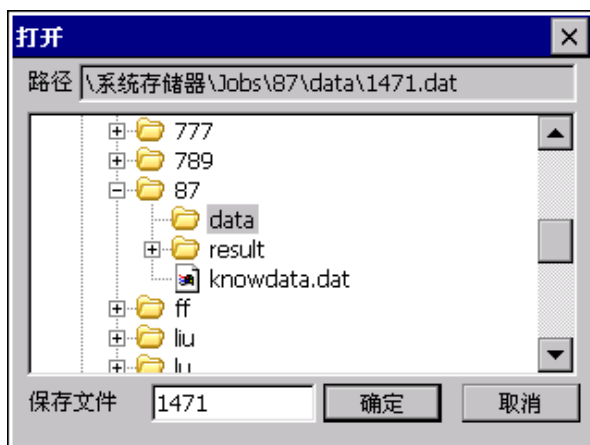 打开
路径 \系统存储器\Jobs\87\data\1471.dat
777
789
87
data
result
knowdata.dat
ff
liu
lu
保存文件 1471 确定 取消